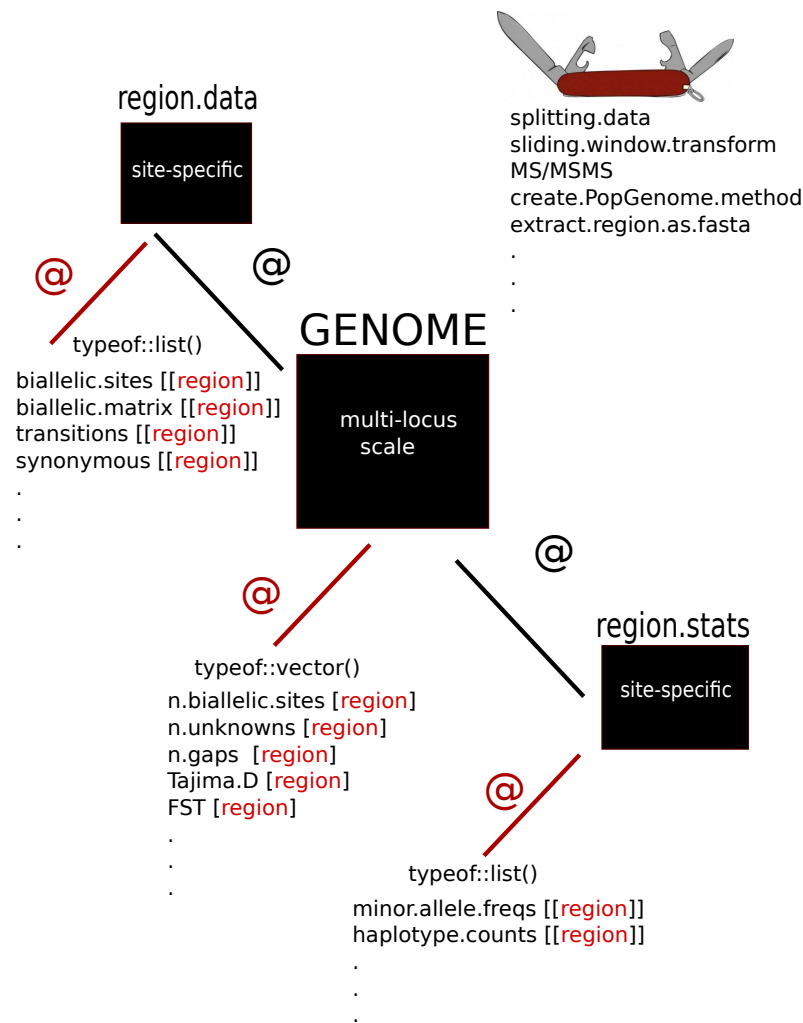 region.data
site-specific
splitting.data
sliding.window.transform
MS/MSMS
create.PopGenome.method
extract.region.as.fasta
.
.
.
@
@
typeof::list()
biallelic.sites [[region]]
biallelic.matrix [[region]]
transitions [[region]]
synonymous [[region]]
.
.
.
GENOME
multi-locus
scale
@
@
typeof::vector()
n.biallelic.sites [region]
n.unknowns [region]
n.gaps [region]
Tajima.D [region]
FST [region]
.
.
.
region.stats
site-specific
@
typeof::list()
minor.allele.freqs [[region]]
haplotype.counts [[region]]
.
.
.